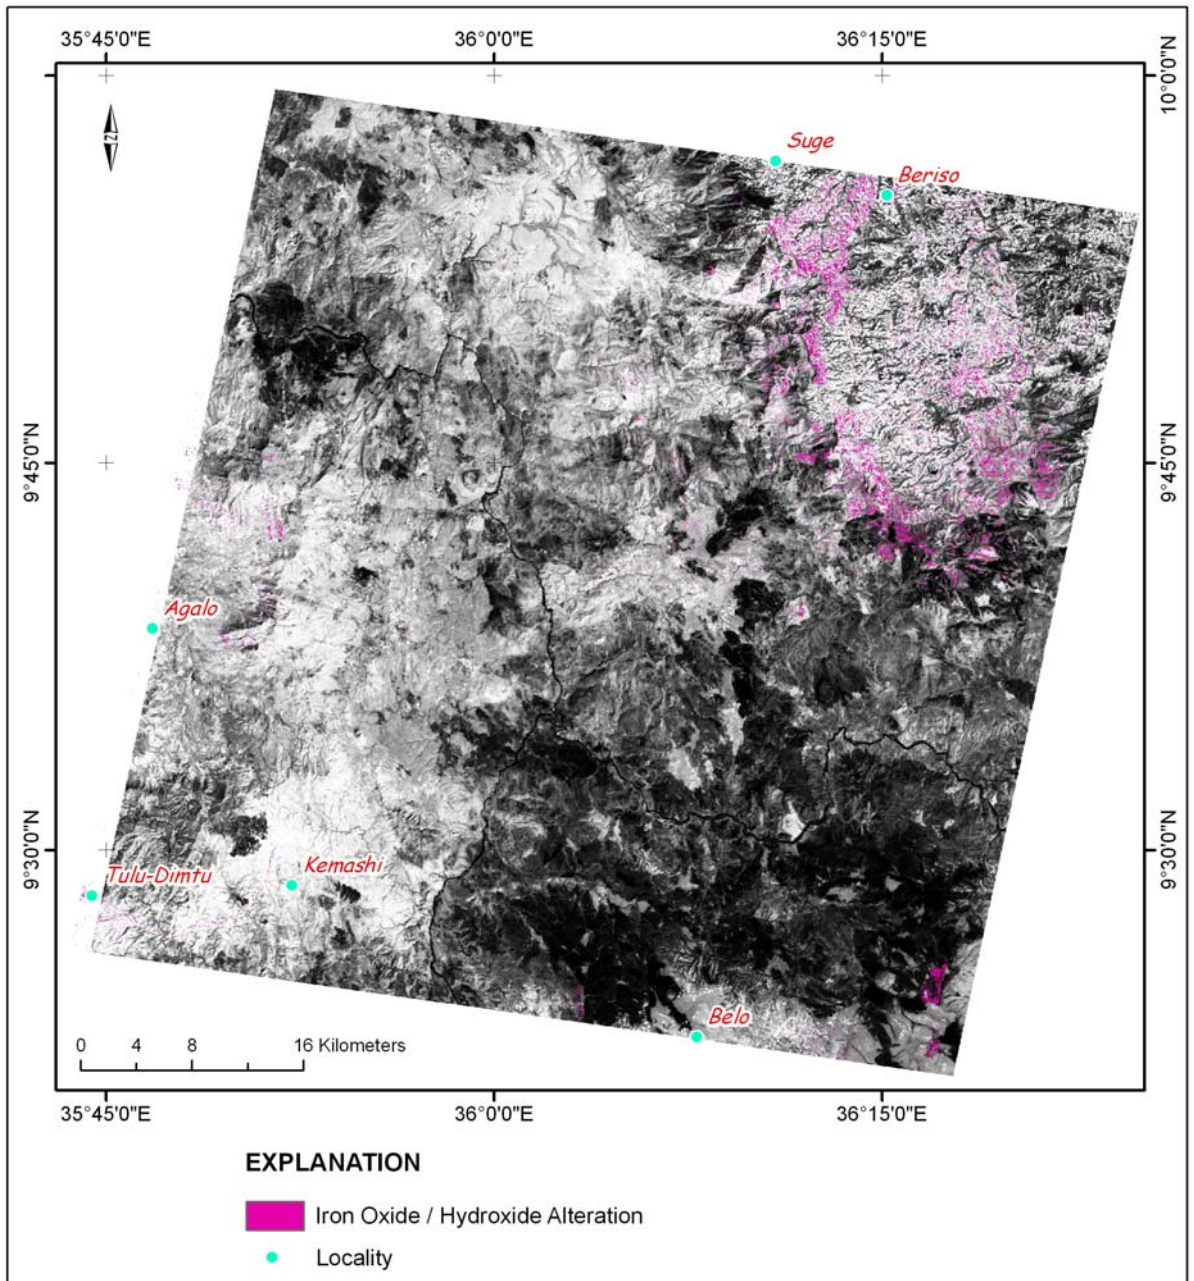 35°45'0"E 36°0'0"E 36°15'0"E
10°0'0"N
N
Suge
Beriso
9°45'0"N 9°45'0"N
Agalo
9°30'0"N 9°30'0"N
Tulu-Dimtu Kemashi
Belo
0 4 8 16 Kilometers
35°45'0"E 36°0'0"E 36°15'0"E
EXPLANATION
Iron Oxide / Hydroxide Alteration
Locality